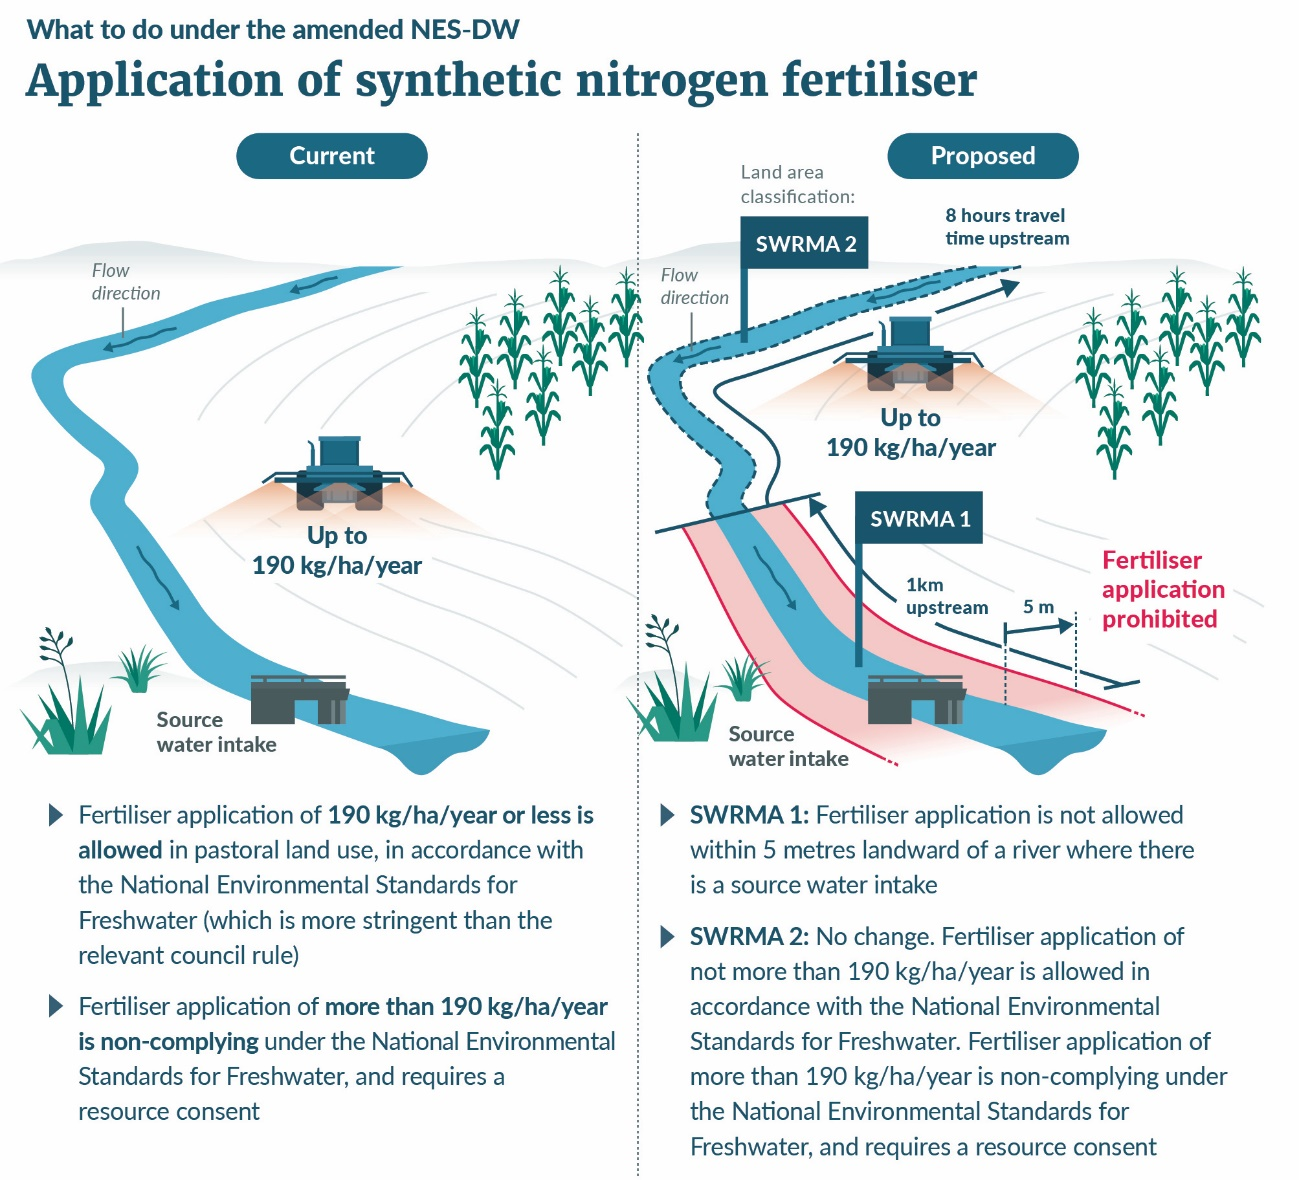 What to do under the amended NES-DW
Application of synthetic nitrogen fertiliser
Current
Flow
direction
Up to
190 kg/ha/year
Source
water intake
Fertiliser application of 190 kg/ha/year or less is
allowed in pastoral land use, in accordance with
the National Environmental Standards for
Freshwater (which is more stringent than the
relevant council rule)
Fertiliser application of more than 190 kg/ha/year
is non-complying under the National Environmental
Standards for Freshwater, and requires a
resource consent
Proposed
Land area
classification:
SWRMA 2
8 hours travel
time upstream
Flow
direction
Up to
190 kg/ha/year
SWRMA 1
Fertiliser
application
prohibited
1km
upstream
5 m
Source
water intake
SWRMA 1: Fertiliser application is not allowed
within 5 metres landward of a river where there
is a source water intake
SWRMA 2: No change. Fertiliser application of
not more than 190 kg/ha/year is allowed in
accordance with the National Environmental
Standards for Freshwater. Fertiliser application of
more than 190 kg/ha/year is non-complying under
the National Environmental Standards for
Freshwater, and requires a resource consent